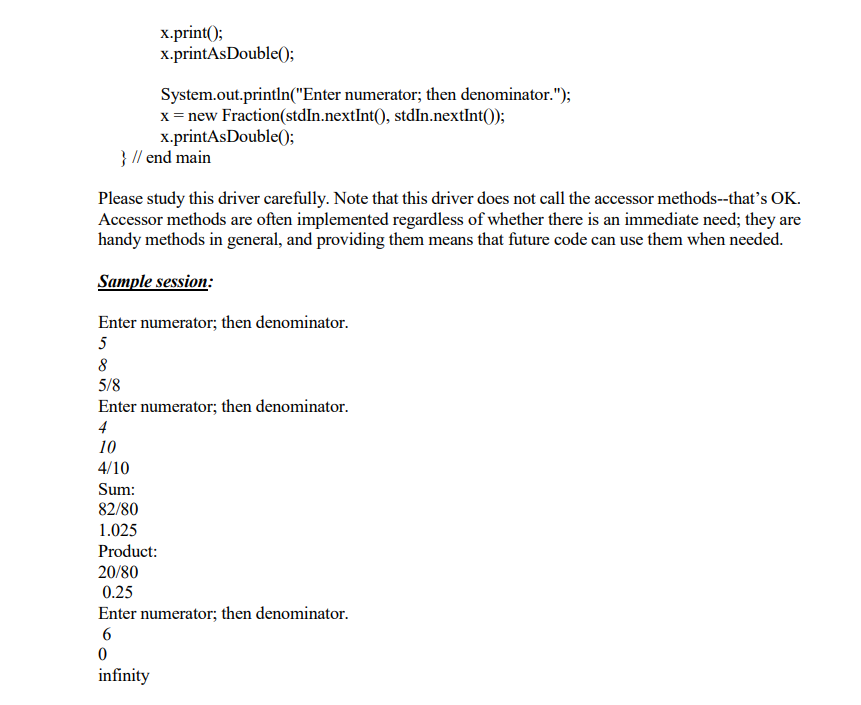 x.print();
x.printAsDouble();
System.out.println("Enter numerator; then denominator.");
x = new Fraction(stdIn.nextInt(), stdIn.nextInt());
x.printAsDouble();
} // end main
Please study this driver carefully. Note that this driver does not call the accessor methods--that’s OK.
Accessor methods are often implemented regardless of whether there is an immediate need; they are
handy methods in general, and providing them means that future code can use them when needed.
Sample session:
Enter numerator; then denominator.
5
8
5/8
Enter numerator; then denominator.
4
10
4/10
Sum:
82/80
1.025
Product:
20/80
0.25
Enter numerator; then denominator.
6
0
infinity